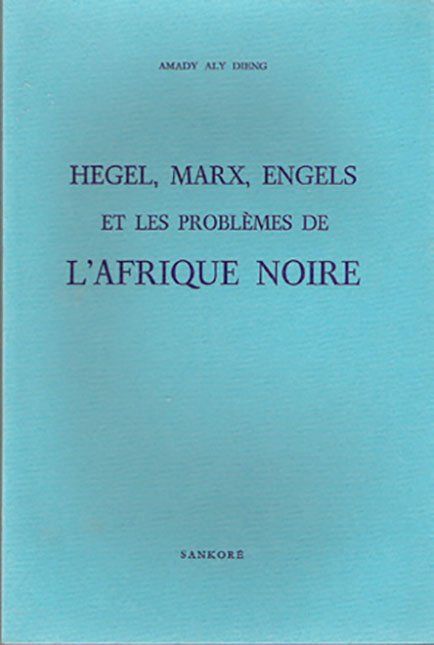 AMADY ALY DIENG
HEGEL, MARX, ENGELS
ET LES PROBLÈMES DE
L'AFRIQUE NOIRE
SANKORÉ